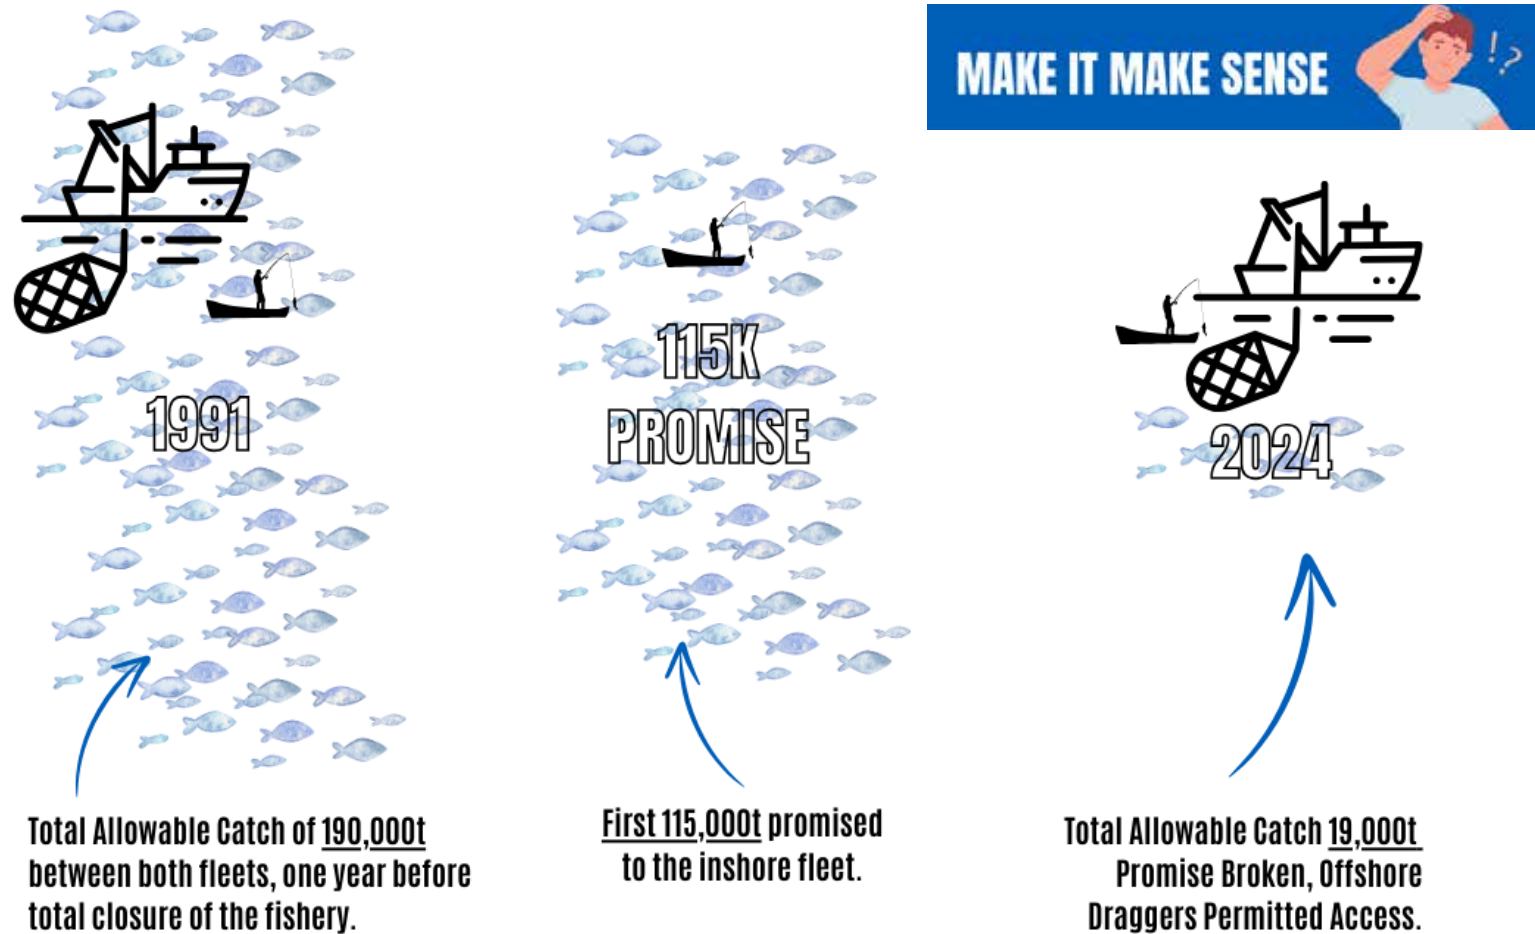 MAKE IT MAKE SENSE
!?
1991
Total Allowable Catch of 190,000t
between both fleets, one year before
total closure of the fishery.
115K
PROMISE
First 115,000t promised
to the inshore fleet.
2024
Total Allowable Catch 19,000t
Promise Broken, Offshore
Draggers Permitted Access.